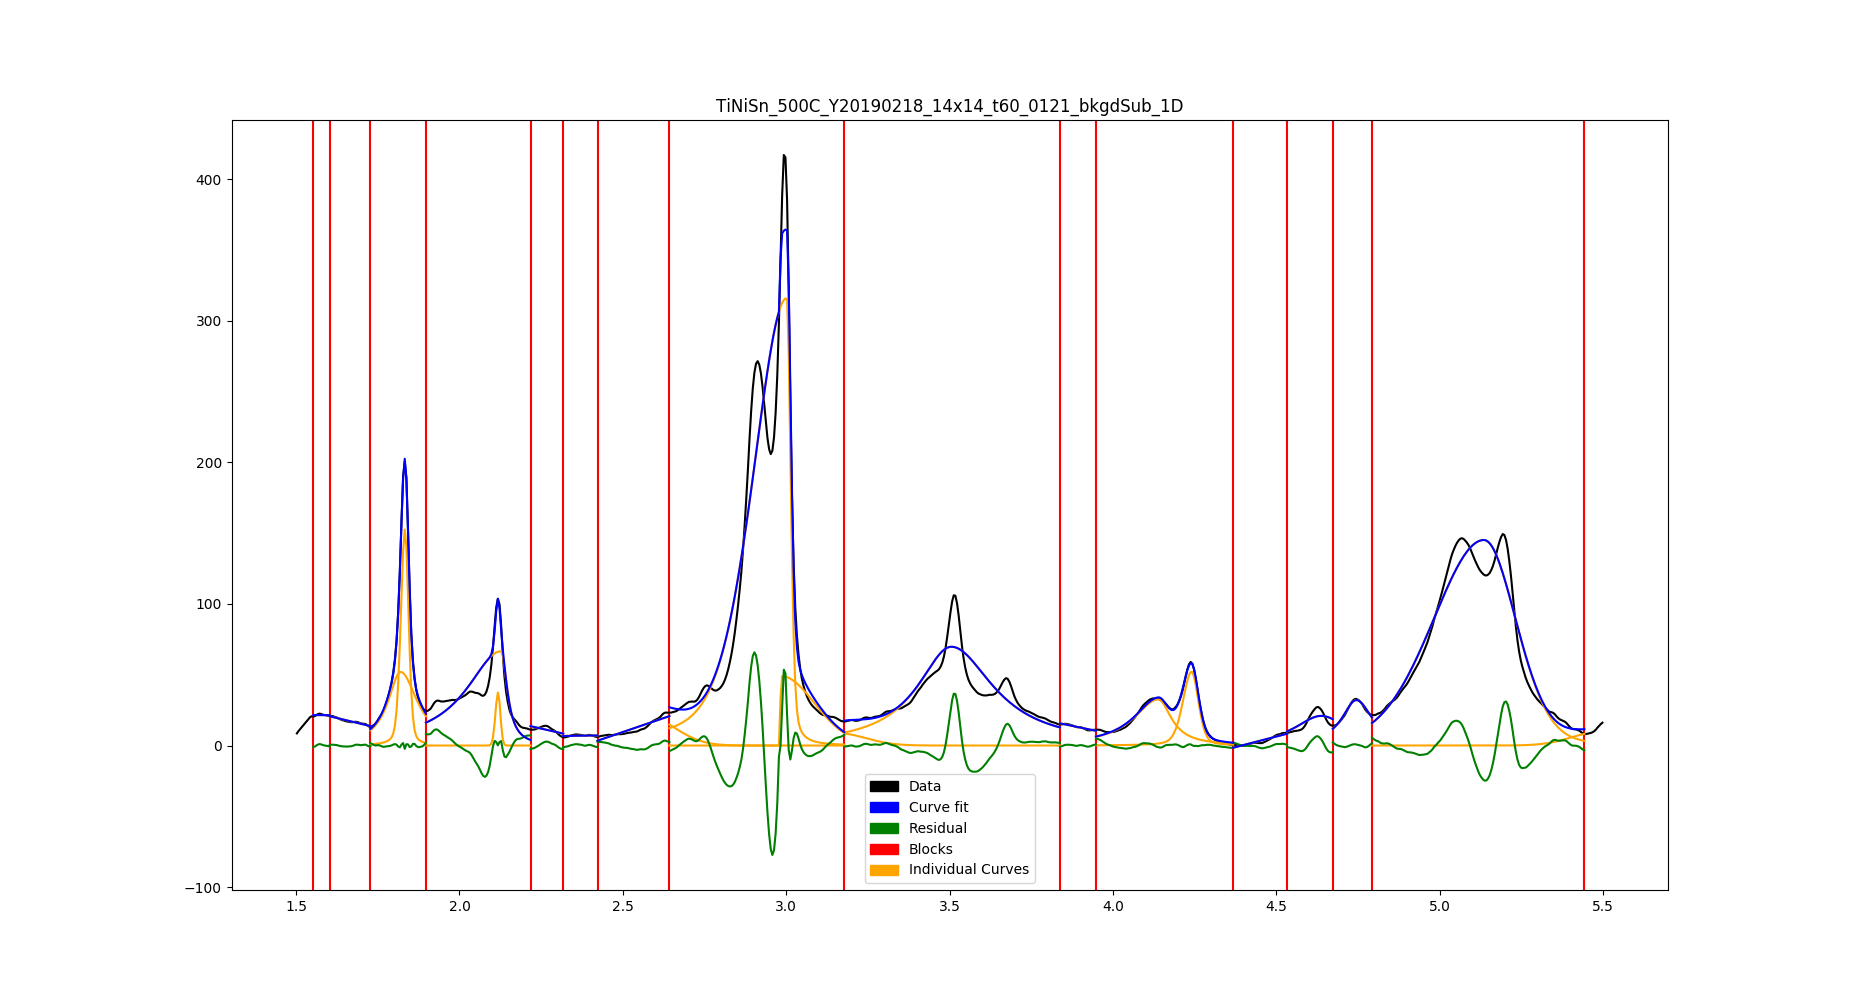 TiNiSn_500C_Y20190218_14x14_t60_0121_bkgdSub_1D
400
300
200
100
0
−100
Data
Curve fit
Residual
Blocks
Individual Curves
1.5 2.0 2.5 3.0 3.5 4.0 4.5 5.0 5.5